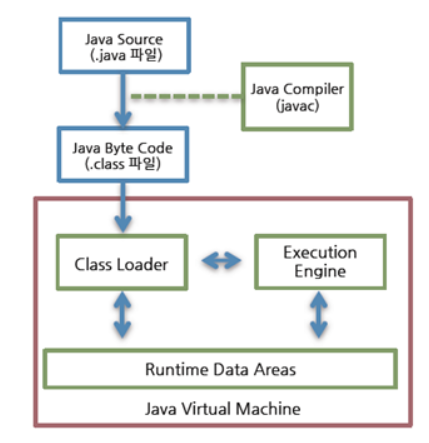 Java Source
(.java 파일)
Java Compiler
(javac)
Java Byte Code
(.class 파일)
Class Loader
Execution
Engine
Runtime Data Areas
Java Virtual Machine